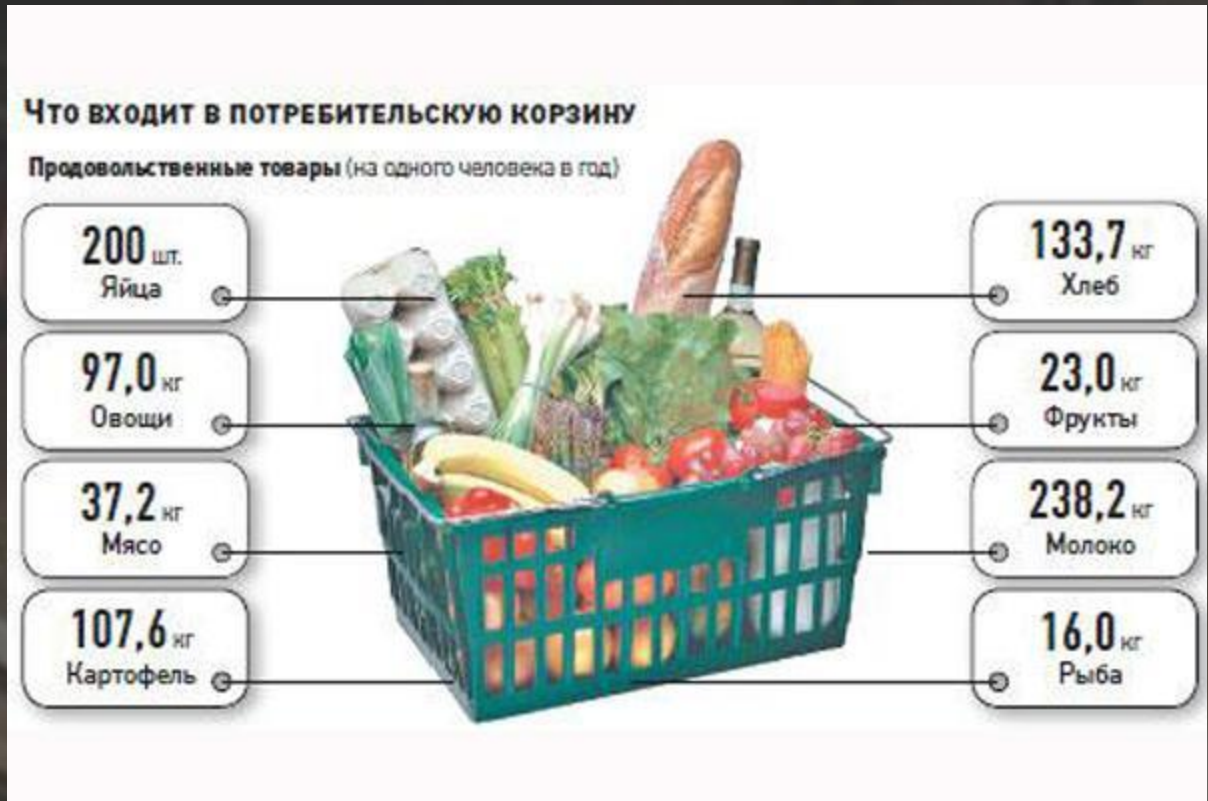 Что входит в потребительскую корзину
Продовольственные товары (на одного человека в год)
200 шт.
Яйца
97,0 кг
Овощи
37,2 кг
Мясо
107,6 кг
Картофель
133,7 кг
Хлеб
23,0 кг
Фрукты
238,2 кг
Молоко
16,0 кг
Рыба